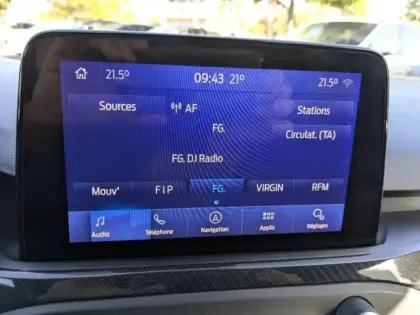 21.5° 09:43 21° 21.5°
Sources AF Stations
FG.
Circulat. (TA)
FG. DJ Radio
Mouv' FIP FG. VIRGIN RFM
Audio Téléphone Navigation Applis Réglages